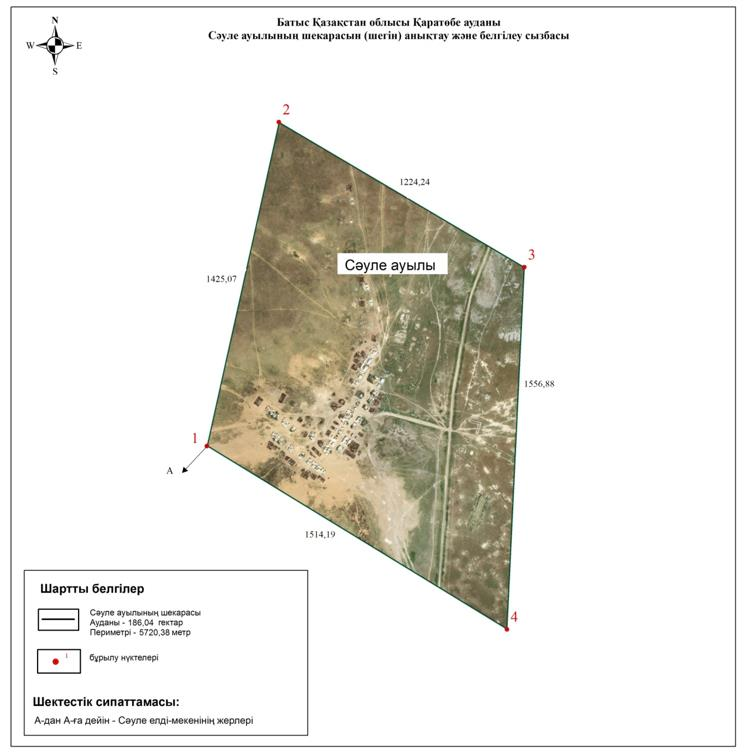 Батыс Қазақстан облысы Қаратөбе ауданы
Сәуле ауылының шекарасын (шегін) анықтау және белгілеу сызбасы
N
W E
S
2
1224,24
3
Сәуле ауылы
1425,07
1556,88
1
A
1514,19
4
Шартты белгілер
Сәуле ауылының шекарасы
Ауданы - 186,04 гектар
Периметрі - 5720,38 метр
1
бұрылу нүктелері
Шектестік сипаттамасы:
А-дан А-ға дейін - Сәуле елді-мекенінің жерлері